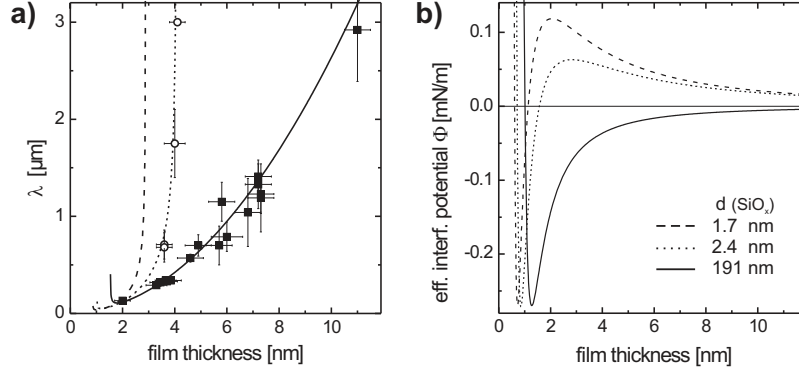 a)
3
2
1
0
λ [µm]
0 2 4 6 8 10
film thickness [nm]
b)
0.1
0.0
-0.1
-0.2
eff. interf. potential Φ [mN/m]
d (SiOₓ)
1.7 nm
2.4 nm
191 nm
0 2 4 6 8 10
film thickness [nm]